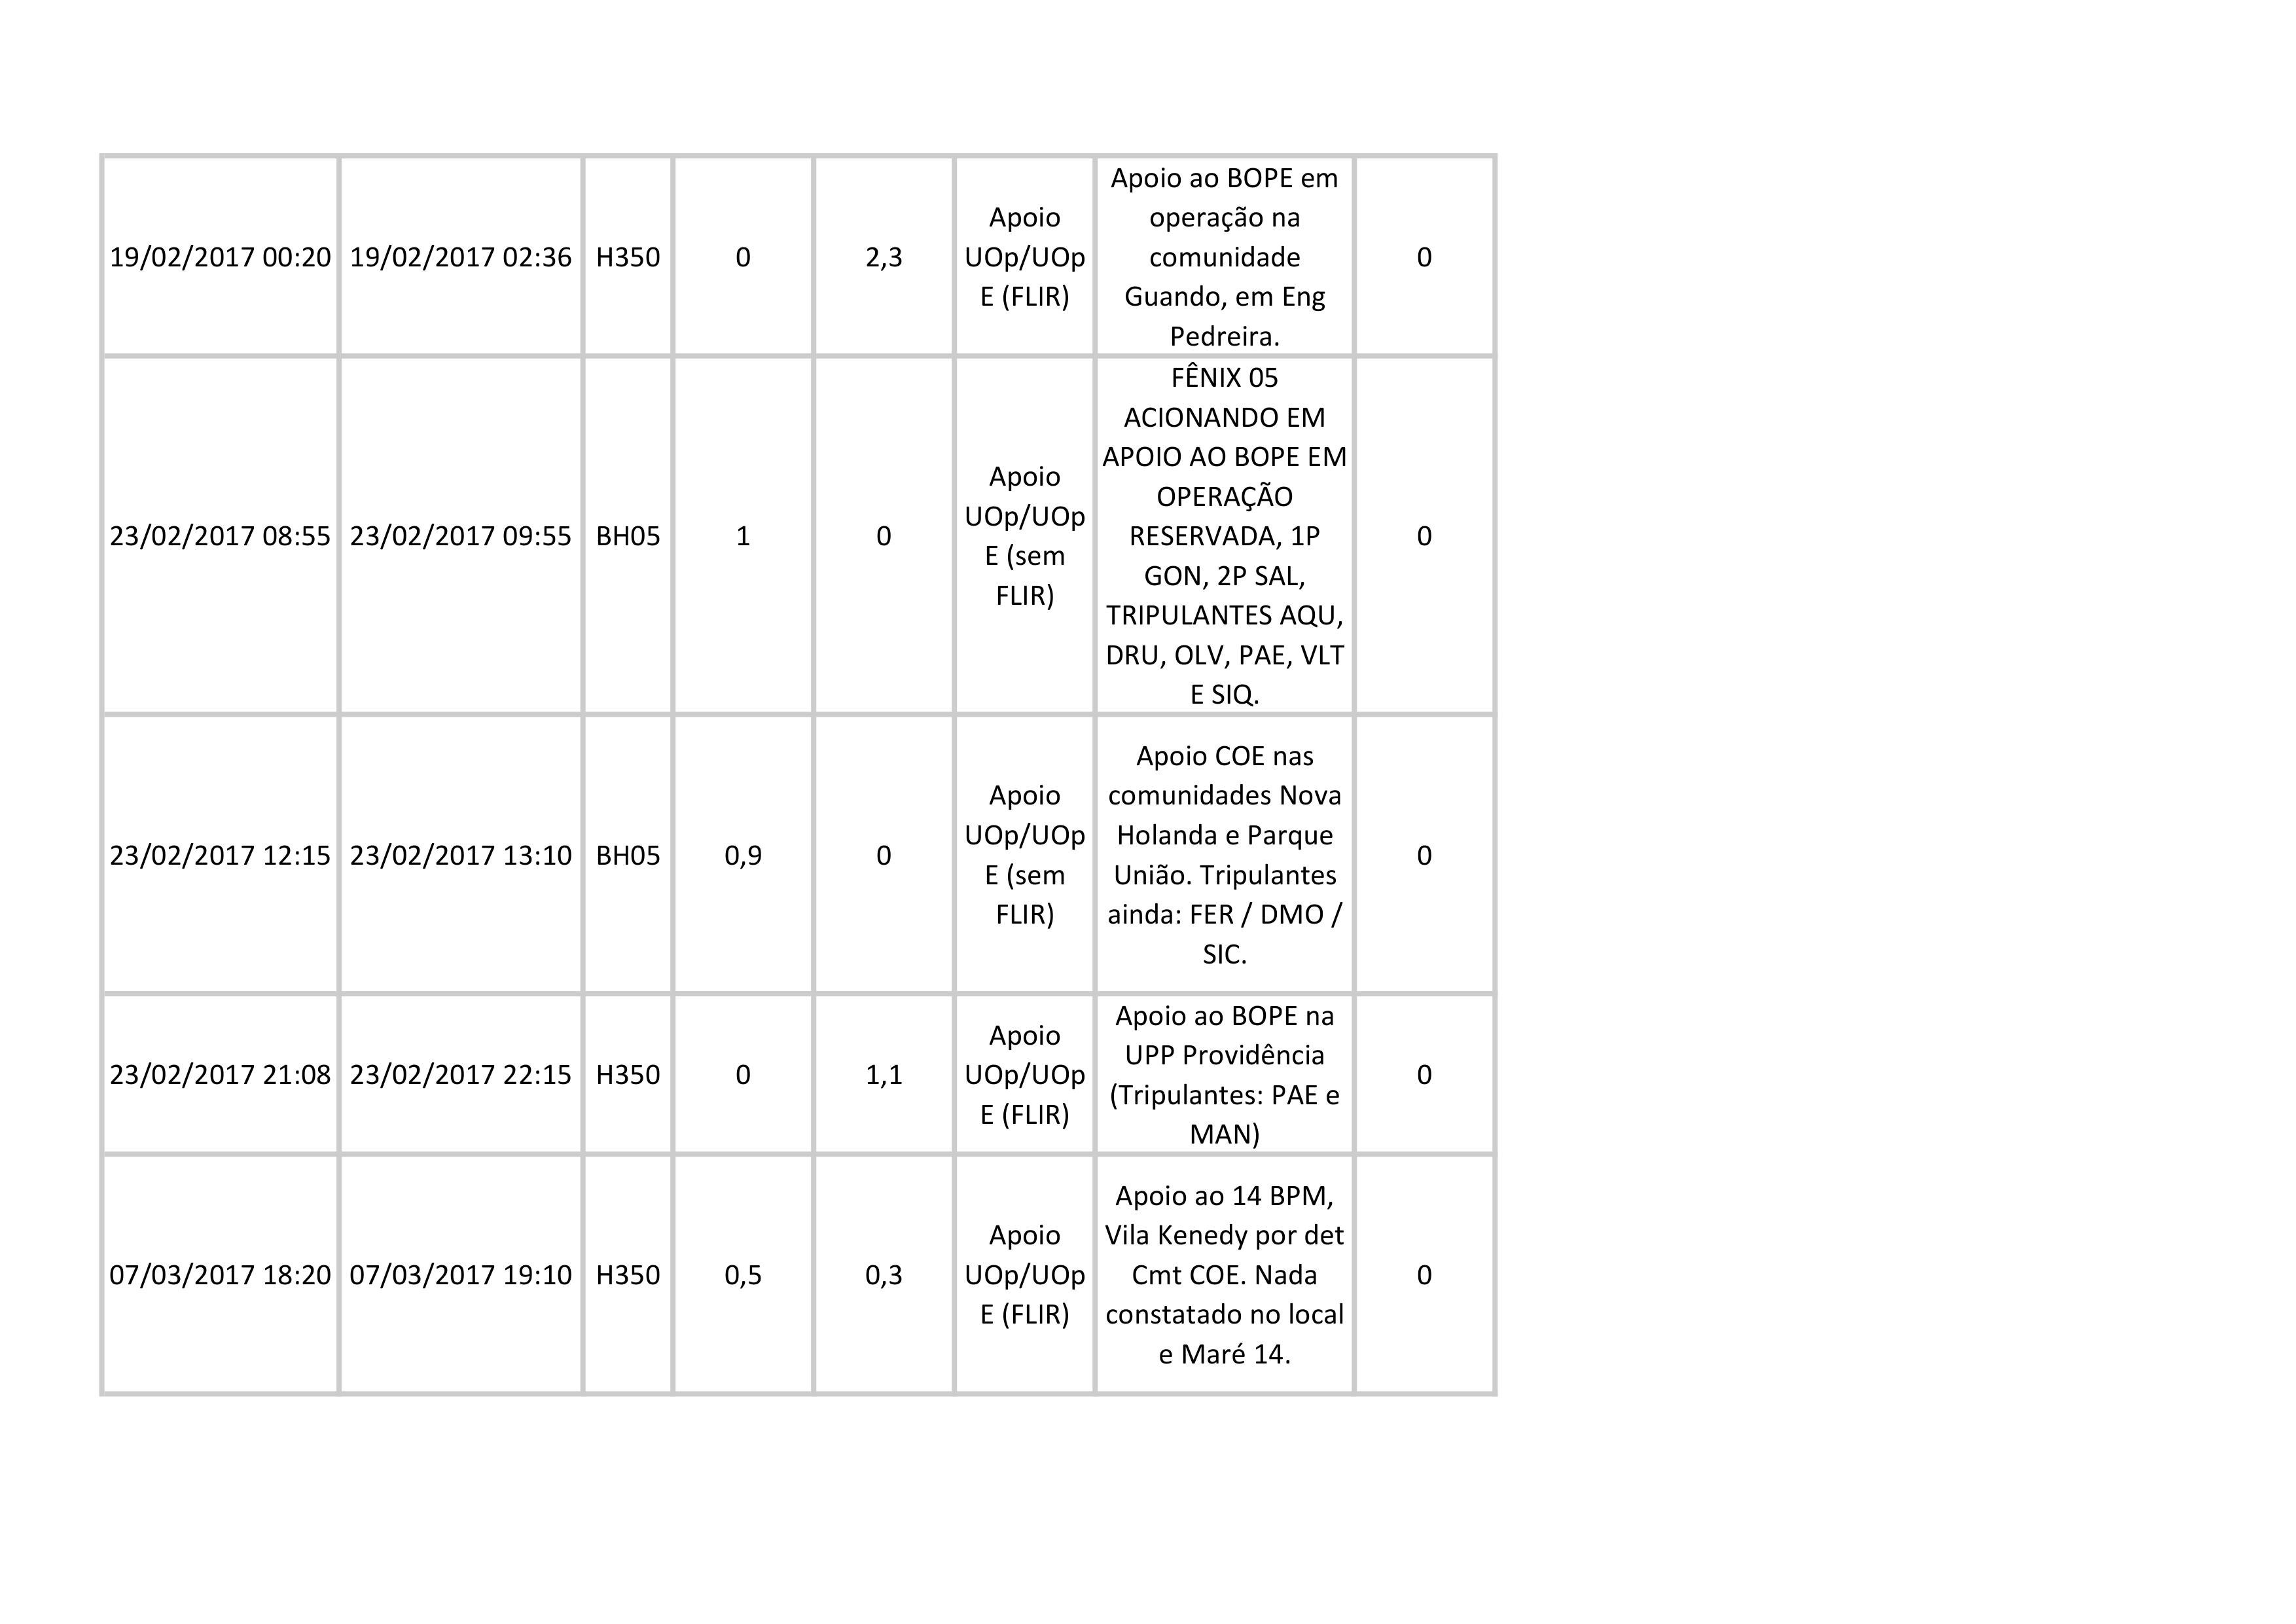 19/02/2017 00:20 19/02/2017 02:36 H350 0 2,3 Apoio
UOp/UOp
E (FLIR) Apoio ao BOPE em
operação na
comunidade
Guando, em Eng
Pedreira. 0
23/02/2017 08:55 23/02/2017 09:55 BH05 1 0 Apoio
UOp/UOp
E (sem
FLIR) FÊNIX 05
ACIONANDO EM
APOIO AO BOPE EM
OPERAÇÃO
RESERVADA, 1P
GON, 2P SAL,
TRIPULANTES AQU,
DRU, OLV, PAE, VLT
E SIQ. 0
23/02/2017 12:15 23/02/2017 13:10 BH05 0,9 0 Apoio
UOp/UOp
E (sem
FLIR) Apoio COE nas
comunidades Nova
Holanda e Parque
União. Tripulantes
ainda: FER / DMO /
SIC. 0
23/02/2017 21:08 23/02/2017 22:15 H350 0 1,1 Apoio
UOp/UOp
E (FLIR) Apoio ao BOPE na
UPP Providência
(Tripulantes: PAE e
MAN) 0
07/03/2017 18:20 07/03/2017 19:10 H350 0,5 0,3 Apoio
UOp/UOp
E (FLIR) Apoio ao 14 BPM,
Vila Kenedy por det
Cmt COE. Nada
constatado no local
e Maré 14. 0